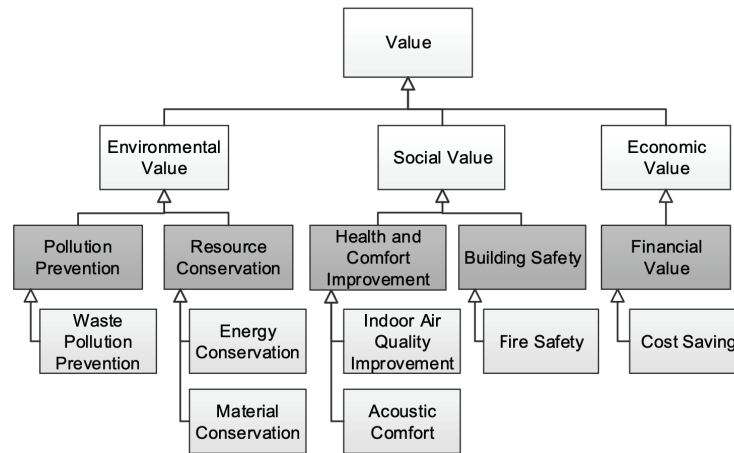 Value
Environmental
Value
Social Value
Economic
Value
Pollution
Prevention
Resource
Conservation
Health and
Comfort
Improvement
Building Safety
Financial
Value
Waste
Pollution
Prevention
Energy
Conservation
Indoor Air
Quality
Improvement
Fire Safety
Cost Saving
Material
Conservation
Acoustic
Comfort